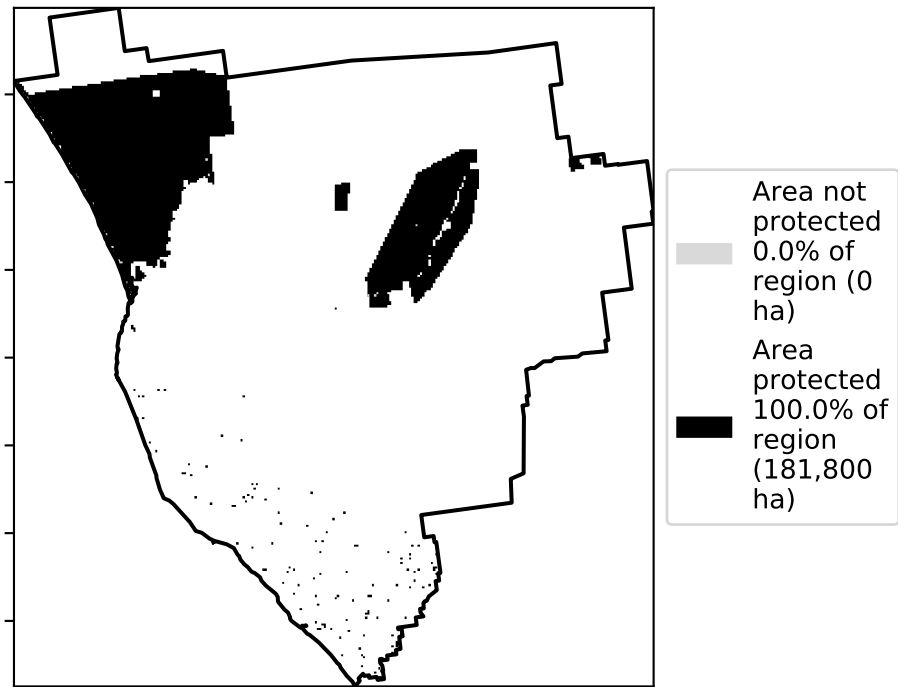 Area not
protected
0.0% of
region (0
ha)
Area
protected
100.0% of
region
(181,800
ha)